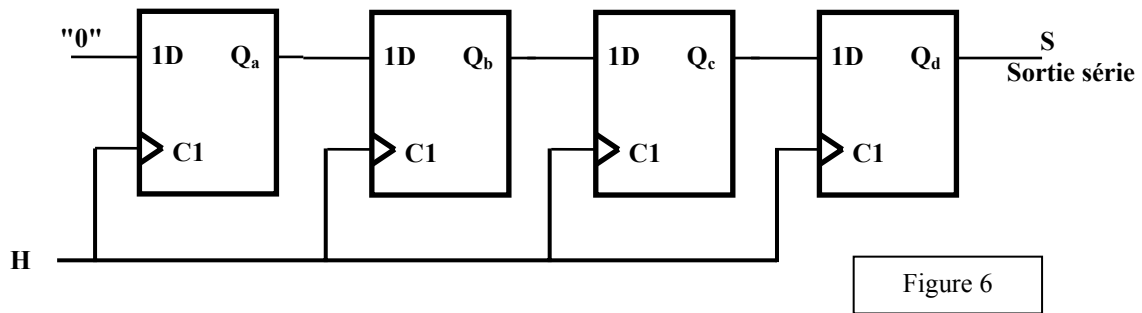 "0"
1D Qa 1D Qb 1D Qc 1D Qd S
Sortie série
C1 C1 C1 C1
H
Figure 6